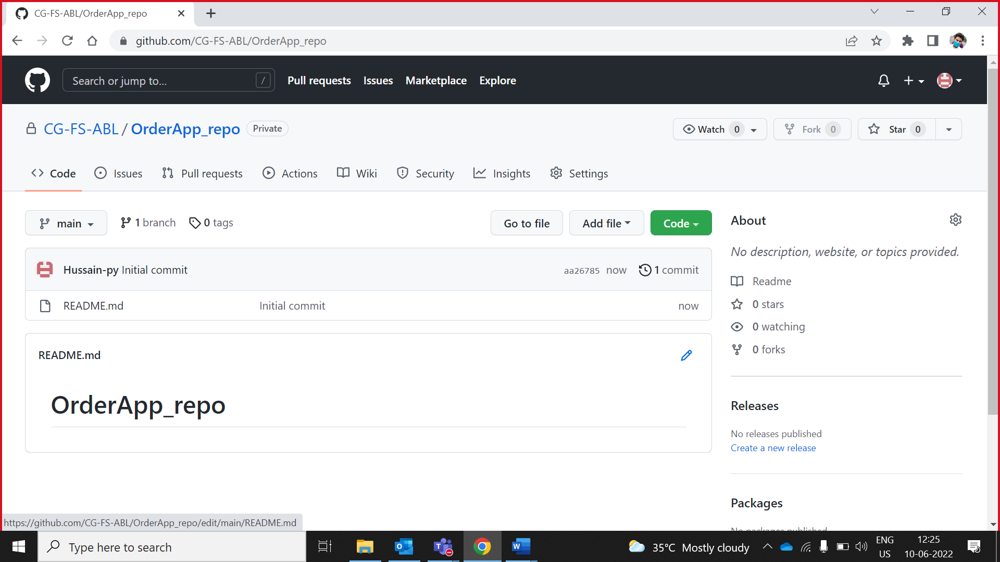 CG-FS-ABL/OrderApp_repo
github.com/CG-FS-ABL/OrderApp_repo
Search or jump to... /
Pull requests Issues Marketplace Explore
CG-FS-ABL / OrderApp_repo Private
Watch 0 Fork 0 Star 0
Code Issues Pull requests Actions Wiki Security Insights Settings
main 1 branch 0 tags
Go to file Add file Code
Hussain-py Initial commit aa26785 now 1 commit
README.md Initial commit now
README.md
OrderApp_repo
About
No description, website, or topics provided.
Readme
0 stars
0 watching
0 forks
Releases
No releases published
Create a new release
Packages
No packages published
https://github.com/CG-FS-ABL/OrderApp_repo/edit/main/README.md
Type here to search
35°C Mostly cloudy
ENG
US
12:25
10-06-2022